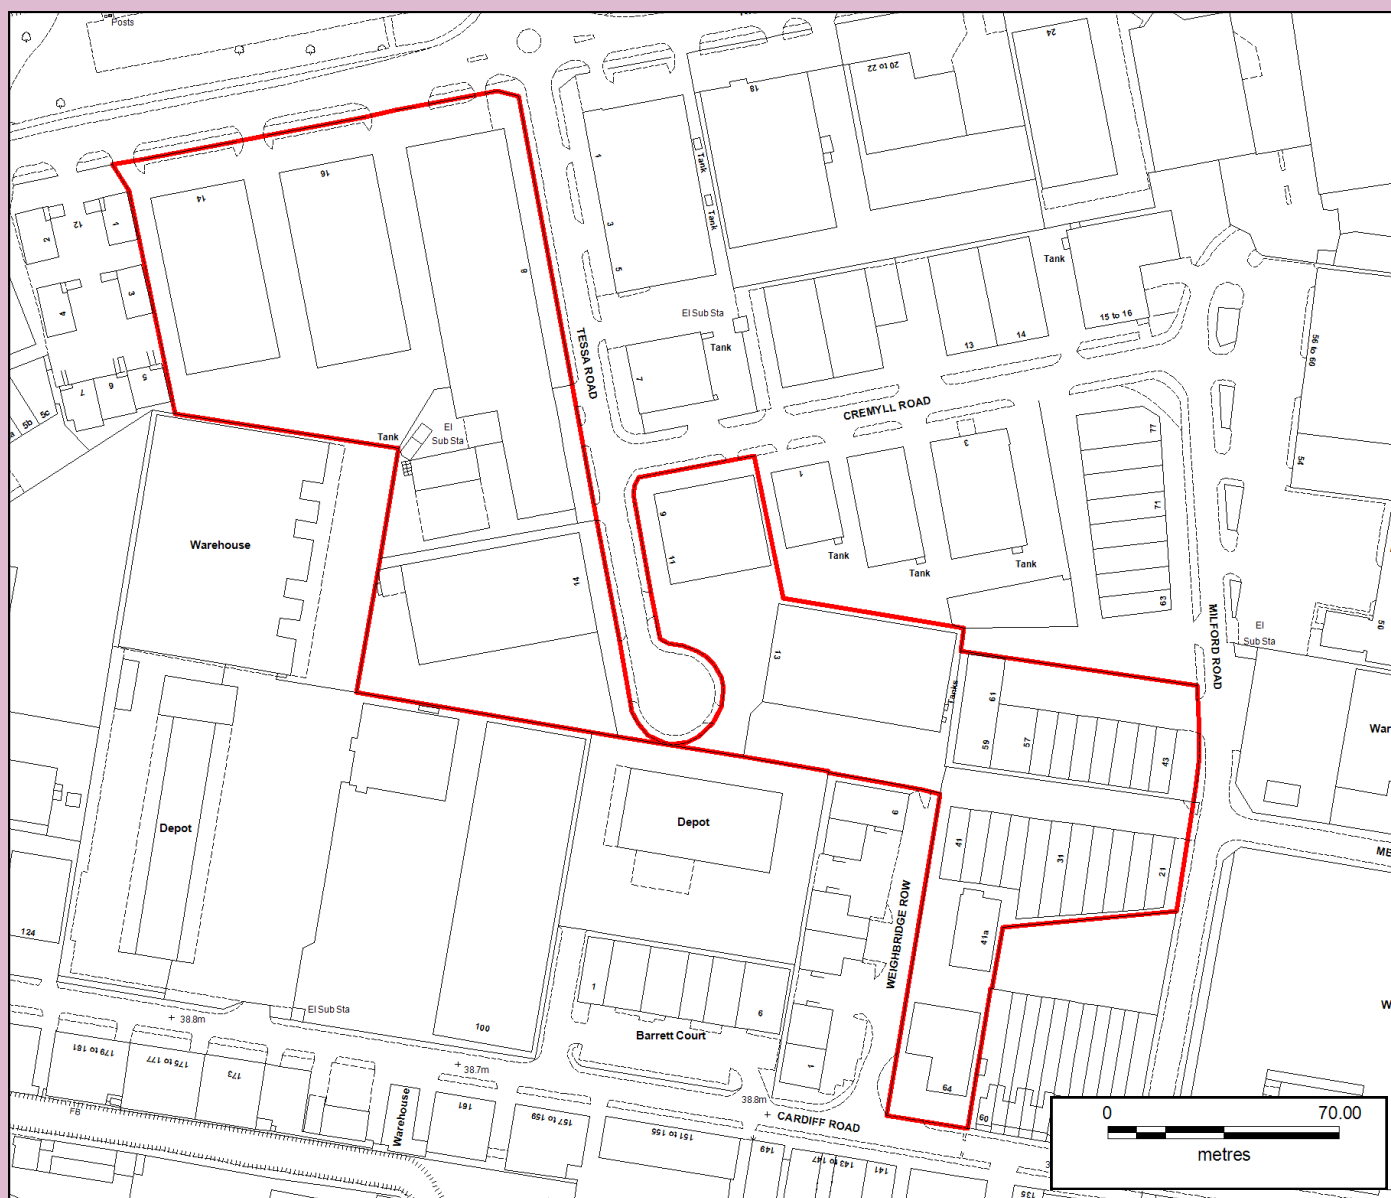 Posts
18
20 to 22
24
14
16
12
1
2
3
4
5
6
7
8
1
3
5
Tank
Tank
El Sub Sta
Tank
7
TESSA ROAD
13
14
Tank
15 to 16
56 to 60
54
CREMYLL ROAD
5b
5c
Tank
El
Sub Sta
Warehouse
14
9
11
1
3
Tank
Tank
Tank
77
71
63
MILFORD ROAD
El
Sub Sta
50
13
Tanks
61
59
57
43
41
31
21
41a
Depot
Depot
6
WEIGHBRIDGE ROW
124
El Sub Sta
38.8m
100
1
6
Barrett Court
1
64
60
38.7m
38.8m
CARDIFF ROAD
179 to 181
175 to 177
173
FB
Warehouse
161
157 to 159
151 to 155
149
143 to 147
141
135
0
70.00
metres